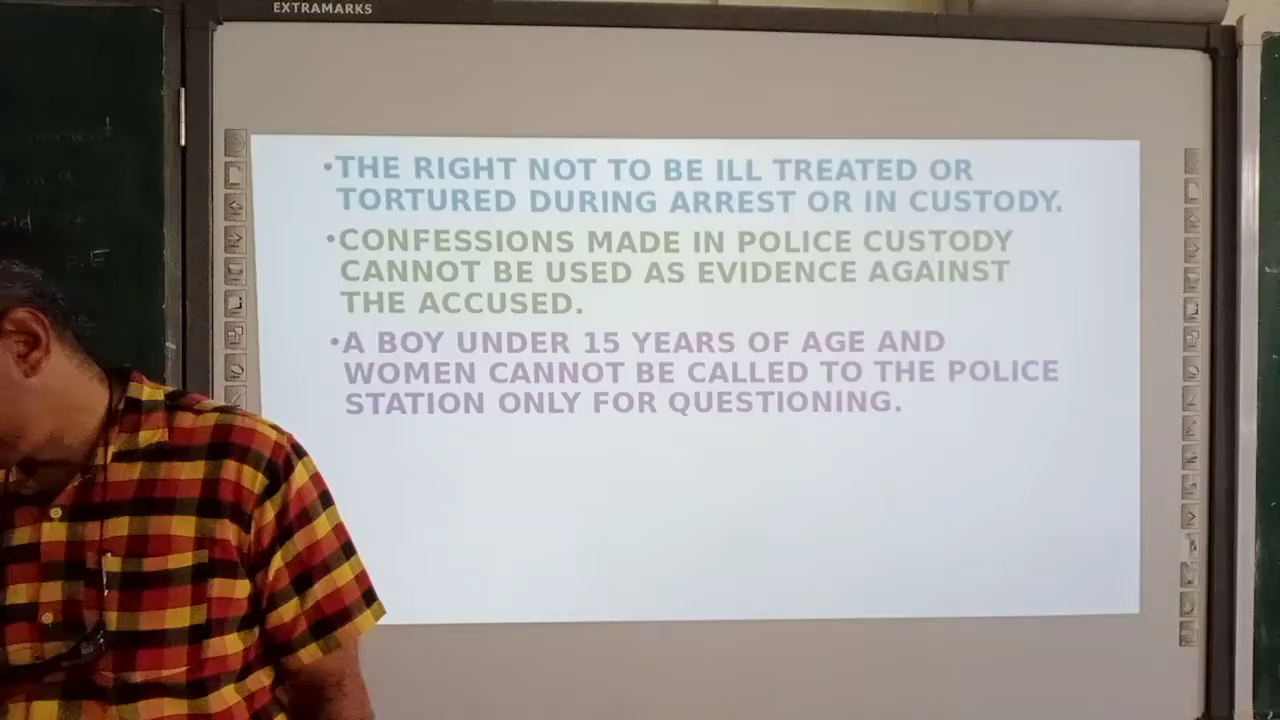 EXTRAMARKS
•THE RIGHT NOT TO BE ILL TREATED OR
TORTURED DURING ARREST OR IN CUSTODY.
•CONFESSIONS MADE IN POLICE CUSTODY
CANNOT BE USED AS EVIDENCE AGAINST
THE ACCUSED.
•A BOY UNDER 15 YEARS OF AGE AND
WOMEN CANNOT BE CALLED TO THE POLICE
STATION ONLY FOR QUESTIONING.
P.E